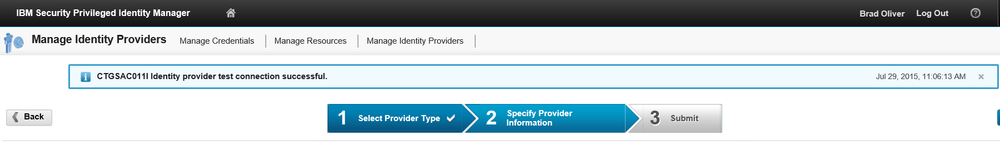 IBM Security Privileged Identity Manager Brad Oliver Log Out ?
Manage Identity Providers Manage Credentials Manage Resources Manage Identity Providers
CTGSAC011I Identity provider test connection successful. Jul 29, 2015, 11:06:13 AM ×
Back 1 Select Provider Type 2 Specify Provider
Information 3 Submit